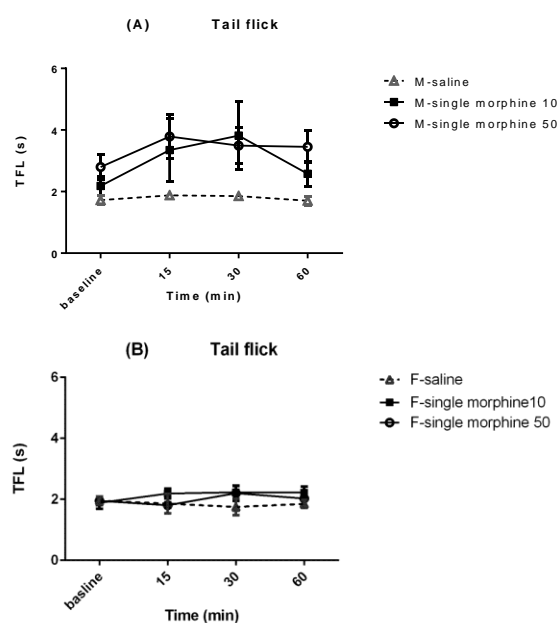 (A) Tail flick
6
4
2
0
TFL (s)
baseline
15
30
60
Time (min)
M-saline
M-single morphine 10
M-single morphine 50
(B) Tail flick
6
4
2
0
TFL (s)
basline
15
30
60
Time (min)
F-saline
F-single morphine10
F-single morphine 50